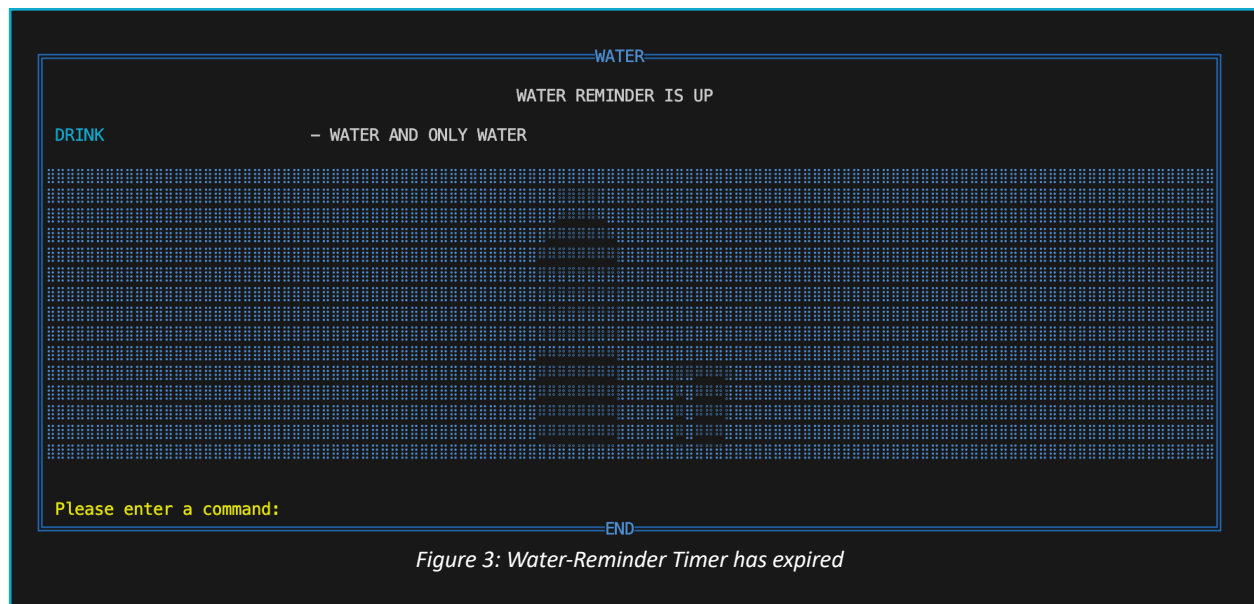 WATER
WATER REMINDER IS UP
DRINK – WATER AND ONLY WATER
Please enter a command:
END
Figure 3: Water-Reminder Timer has expired